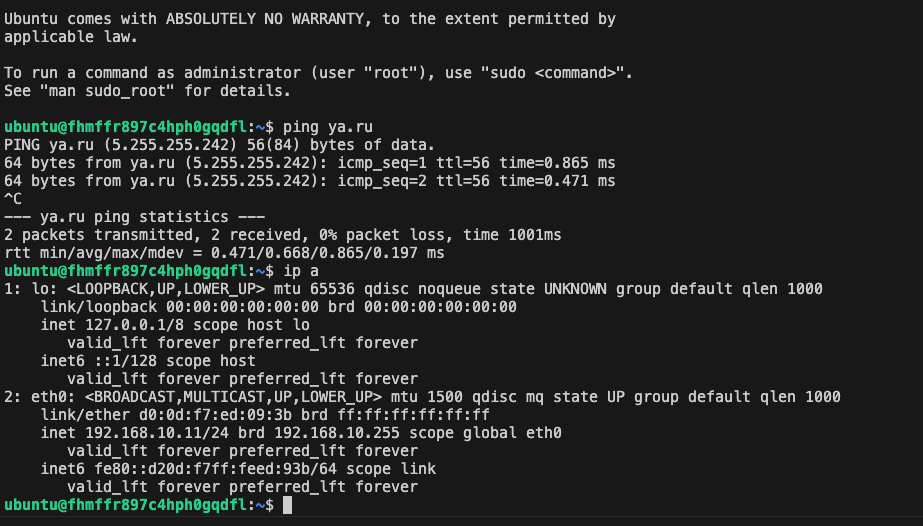 Ubuntu comes with ABSOLUTELY NO WARRANTY, to the extent permitted by
applicable law.
To run a command as administrator (user "root"), use "sudo <command>".
See "man sudo_root" for details.
ubuntu@fhmffr897c4hph0gqdfl:~$ ping ya.ru
PING ya.ru (5.255.255.242) 56(84) bytes of data.
64 bytes from ya.ru (5.255.255.242): icmp_seq=1 ttl=56 time=0.865 ms
64 bytes from ya.ru (5.255.255.242): icmp_seq=2 ttl=56 time=0.471 ms
^C
--- ya.ru ping statistics ---
2 packets transmitted, 2 received, 0% packet loss, time 1001ms
rtt min/avg/max/mdev = 0.471/0.668/0.865/0.197 ms
ubuntu@fhmffr897c4hph0gqdfl:~$ ip a
1: lo: <LOOPBACK,UP,LOWER_UP> mtu 65536 qdisc noqueue state UNKNOWN group default qlen 1000
    link/loopback 00:00:00:00:00:00 brd 00:00:00:00:00:00
    inet 127.0.0.1/8 scope host lo
       valid_lft forever preferred_lft forever
    inet6 ::1/128 scope host
       valid_lft forever preferred_lft forever
2: eth0: <BROADCAST,MULTICAST,UP,LOWER_UP> mtu 1500 qdisc mq state UP group default qlen 1000
    link/ether d0:0d:f7:ed:09:3b brd ff:ff:ff:ff:ff:ff
    inet 192.168.10.11/24 brd 192.168.10.255 scope global eth0
       valid_lft forever preferred_lft forever
    inet6 fe80::d20d:f7ff:feed:93b/64 scope link
       valid_lft forever preferred_lft forever
ubuntu@fhmffr897c4hph0gqdfl:~$